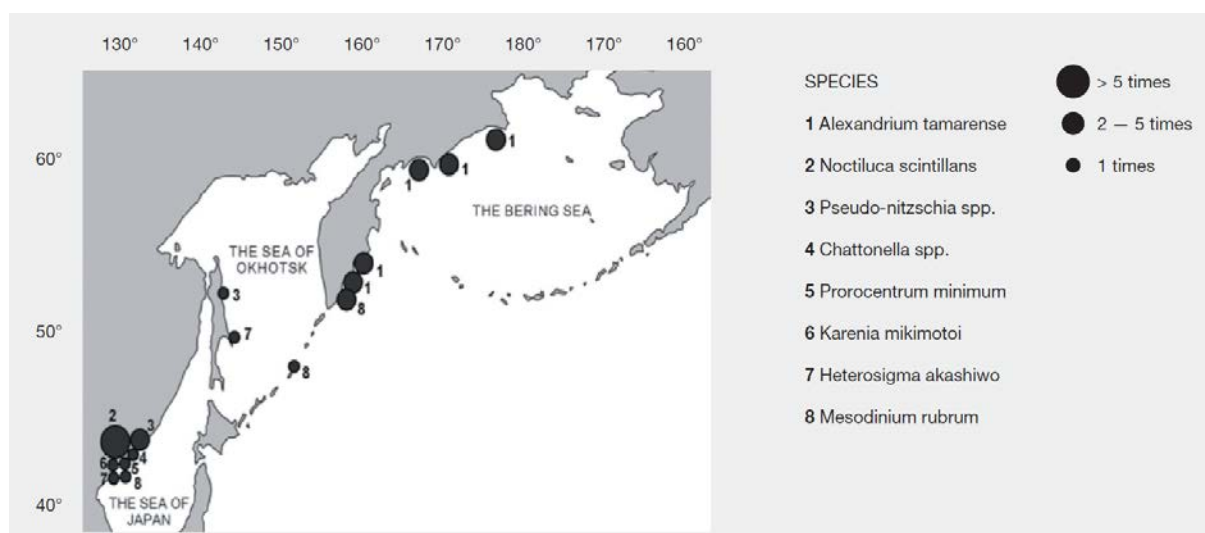 130° 140° 150° 160° 170° 180° 170° 160°
60°
50°
40°
THE BERING SEA
THE SEA OF
OKHOTSK
THE SEA OF
JAPAN
1
1
1
1
1
8
3
7
8
2
3
4
6
5
7
8
SPECIES
1 Alexandrium tamarense
2 Noctiluca scintillans
3 Pseudo-nitzschia spp.
4 Chattonella spp.
5 Prorocentrum minimum
6 Karenia mikimotoi
7 Heterosigma akashiwo
8 Mesodinium rubrum
> 5 times
2 — 5 times
1 times